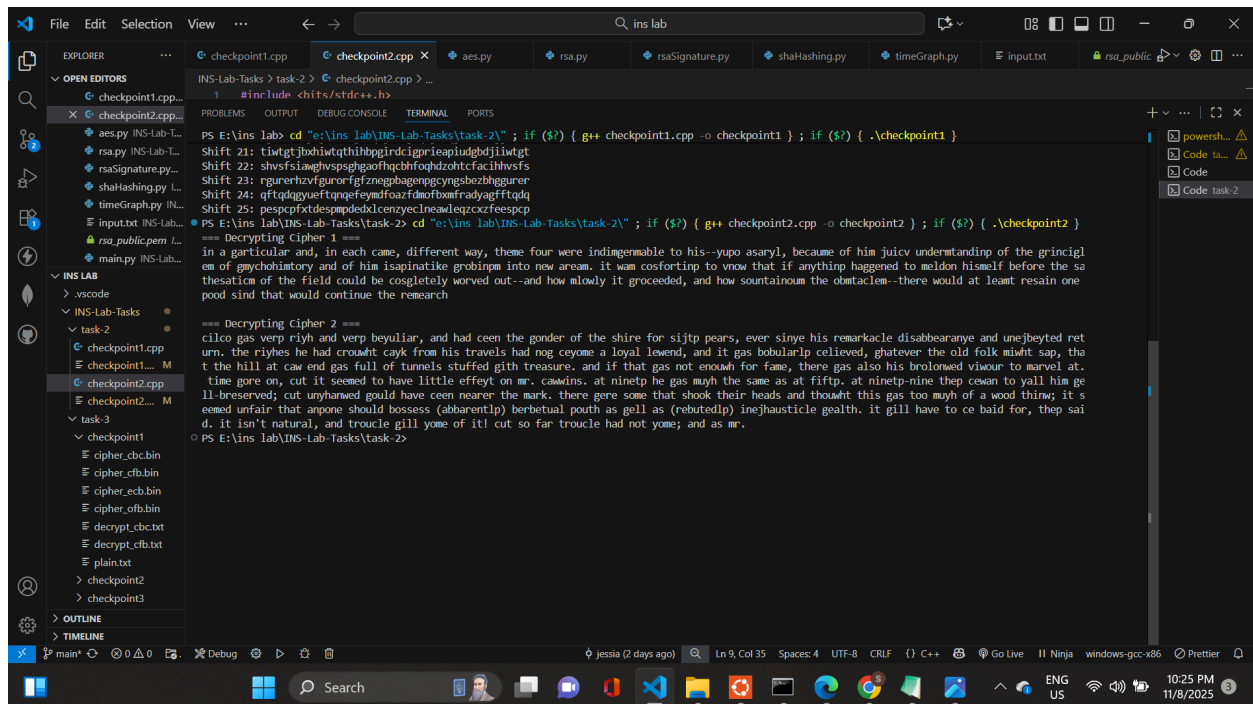 File Edit Selection View ··· ins lab
EXPLORER ···
OPEN EDITORS
checkpoint1.cpp...
checkpoint2.cpp...
aes.py INS-Lab-T...
rsa.py INS-Lab-T...
rsaSignature.py...
shaHashing.py I...
timeGraph.py IN...
input.txt INS-Lab...
rsa_public.pem I...
main.py INS-Lab...
INS LAB
.vscode
INS-Lab-Tasks
task-2
checkpoint1.cpp
checkpoint1.... M
checkpoint2.cpp
checkpoint2.... M
task-3
checkpoint1
cipher_cbc.bin
cipher_cfb.bin
cipher_ecb.bin
cipher_ofb.bin
decrypt_cbc.txt
decrypt_cfb.txt
plain.txt
checkpoint2
checkpoint3
OUTLINE
TIMELINE
checkpoint1.cpp checkpoint2.cpp aes.py rsa.py rsaSignature.py shaHashing.py timeGraph.py input.txt rsa_public
INS-Lab-Tasks > task-2 > checkpoint2.cpp > ...
1 #include <bits/stdc++.h>
PROBLEMS OUTPUT DEBUG CONSOLE TERMINAL PORTS
PS E:\ins lab> cd "e:\ins lab\INS-Lab-Tasks\task-2\" ; if ($?) { g++ checkpoint1.cpp -o checkpoint1 } ; if ($?) { .\checkpoint1 }
Shift 21: tiwtgtjbxhiwtqthihbpgirdcigprieapiudgbdjiiwtgt
Shift 22: shvsfsiawghvspsghgaofhqcbhfoqhdzohtcfacihhvsfs
Shift 23: rgurerhzvfgurorfgfznegpbagenpgcyngsbezbhggurer
Shift 24: qftqdqgyueftqnqefeymdfoazfdmofbxmfradyagfftqdq
Shift 25: pespcpfxtdespmpdedxlcenzyeclneawleqzcxzfeespcp
PS E:\ins lab\INS-Lab-Tasks\task-2> cd "e:\ins lab\INS-Lab-Tasks\task-2\" ; if ($?) { g++ checkpoint2.cpp -o checkpoint2 } ; if ($?) { .\checkpoint2 }
=== Decrypting Cipher 1 ===
in a garticular and, in each came, different way, theme four were indimgenmable to his--yupo asaryl, becaume of him juicv undermtandinp of the grincigl
em of gmychohimtory and of him isapinatike grobinpm into new aream. it wam cosfortinp to vnow that if anythinp haggened to meldon hismelf before the sa
thesaticm of the field could be cosgletely worved out--and how mlowly it groceeded, and how sountainoum the obmtaclem--there would at leamt resain one
pood sind that would continue the remearch
=== Decrypting Cipher 2 ===
cilco gas verp riyh and verp beyuliar, and had ceen the gonder of the shire for sijtp pears, ever sinye his remarkacle disabbearanye and unejbeyted ret
urn. the riyhes he had crouwht cayk from his travels had nog ceyome a loyal lewend, and it gas bobularlp celieved, ghatever the old folk miwht sap, tha
t the hill at caw end gas full of tunnels stuffed gith treasure. and if that gas not enouwh for fame, there gas also his brolonwed viwour to marvel at.
time gore on, cut it seemed to have little effeyt on mr. cawwins. at ninetp he gas muyh the same as at fiftp. at ninetp-nine thep cewan to yall him ge
ll-breserved; cut unyhanwed gould have ceen nearer the mark. there gere some that shook their heads and thouwht this gas too muyh of a wood thinw; it s
eemed unfair that anpone should bossess (abbarentlp) berbetual pouth as gell as (rebutedlp) inejhausticle gealth. it gill have to ce baid for, thep sai
d. it isn't natural, and troucle gill yome of it! cut so far troucle had not yome; and as mr.
PS E:\ins lab\INS-Lab-Tasks\task-2>
powersh...
Code ta...
Code
Code task-2
main* 0 0 Debug jessia (2 days ago) Ln 9, Col 35 Spaces: 4 UTF-8 CRLF {} C++ Go Live Ninja windows-gcc-x86 Prettier
Search
ENG
US
10:25 PM
11/8/2025
3